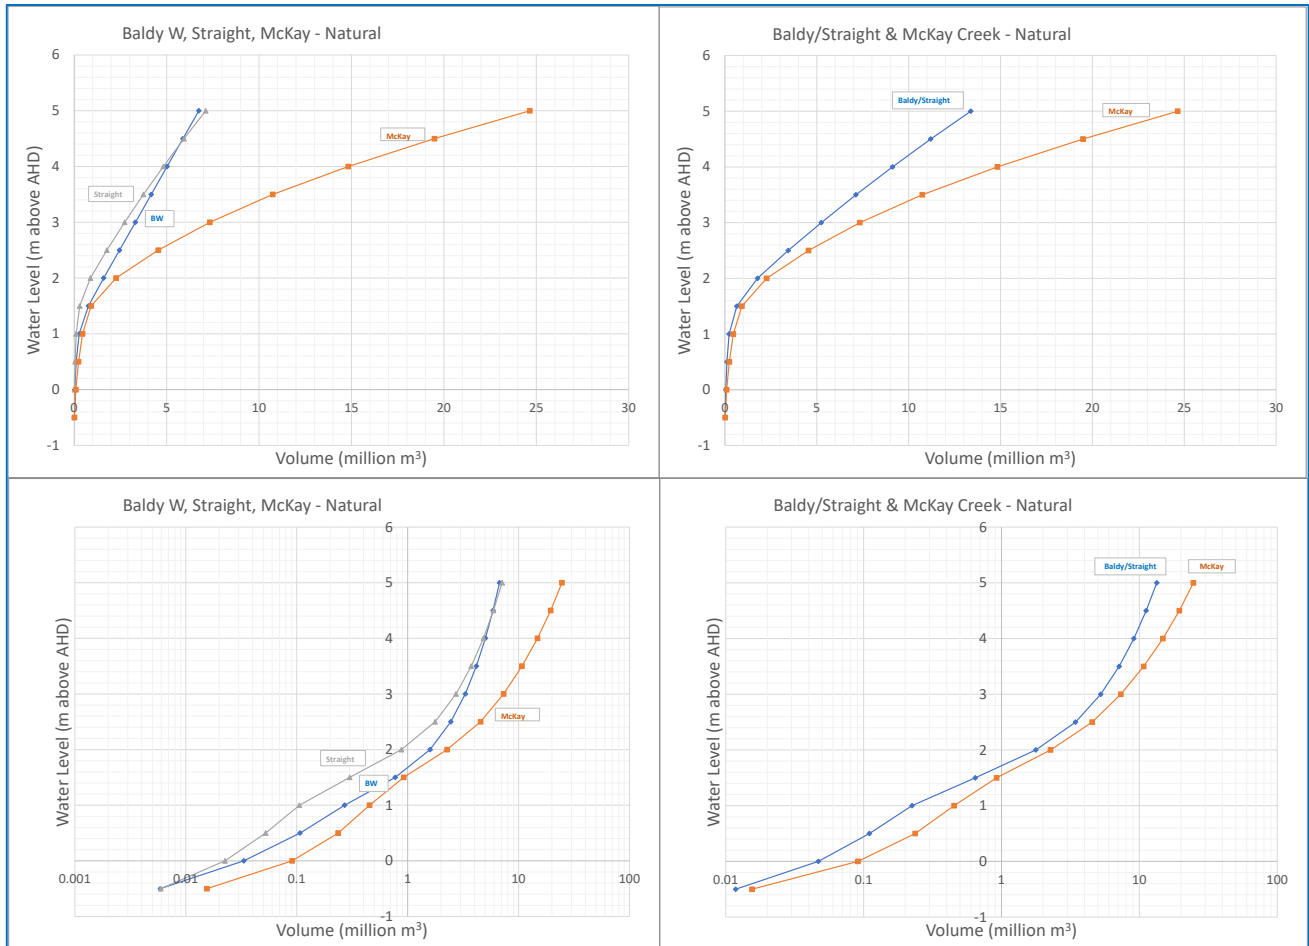 Baldy W, Straight, McKay - Natural
6
5
4
3
2
1
0
-1
0 5 10 15 20 25 30
Straight
BW
McKay
Water Level (m above AHD)
Volume (million m³)
Baldy/Straight & McKay Creek - Natural
6
5
4
3
2
1
0
-1
0 5 10 15 20 25 30
Baldy/Straight
McKay
Water Level (m above AHD)
Volume (million m³)
Baldy W, Straight, McKay - Natural
6
5
4
3
2
1
0
-1
0.001 0.01 0.1 1 10 100
Straight
BW
McKay
Water Level (m above AHD)
Volume (million m³)
Baldy/Straight & McKay Creek - Natural
6
5
4
3
2
1
0
-1
0.01 0.1 1 10 100
Baldy/Straight
McKay
Water Level (m above AHD)
Volume (million m³)